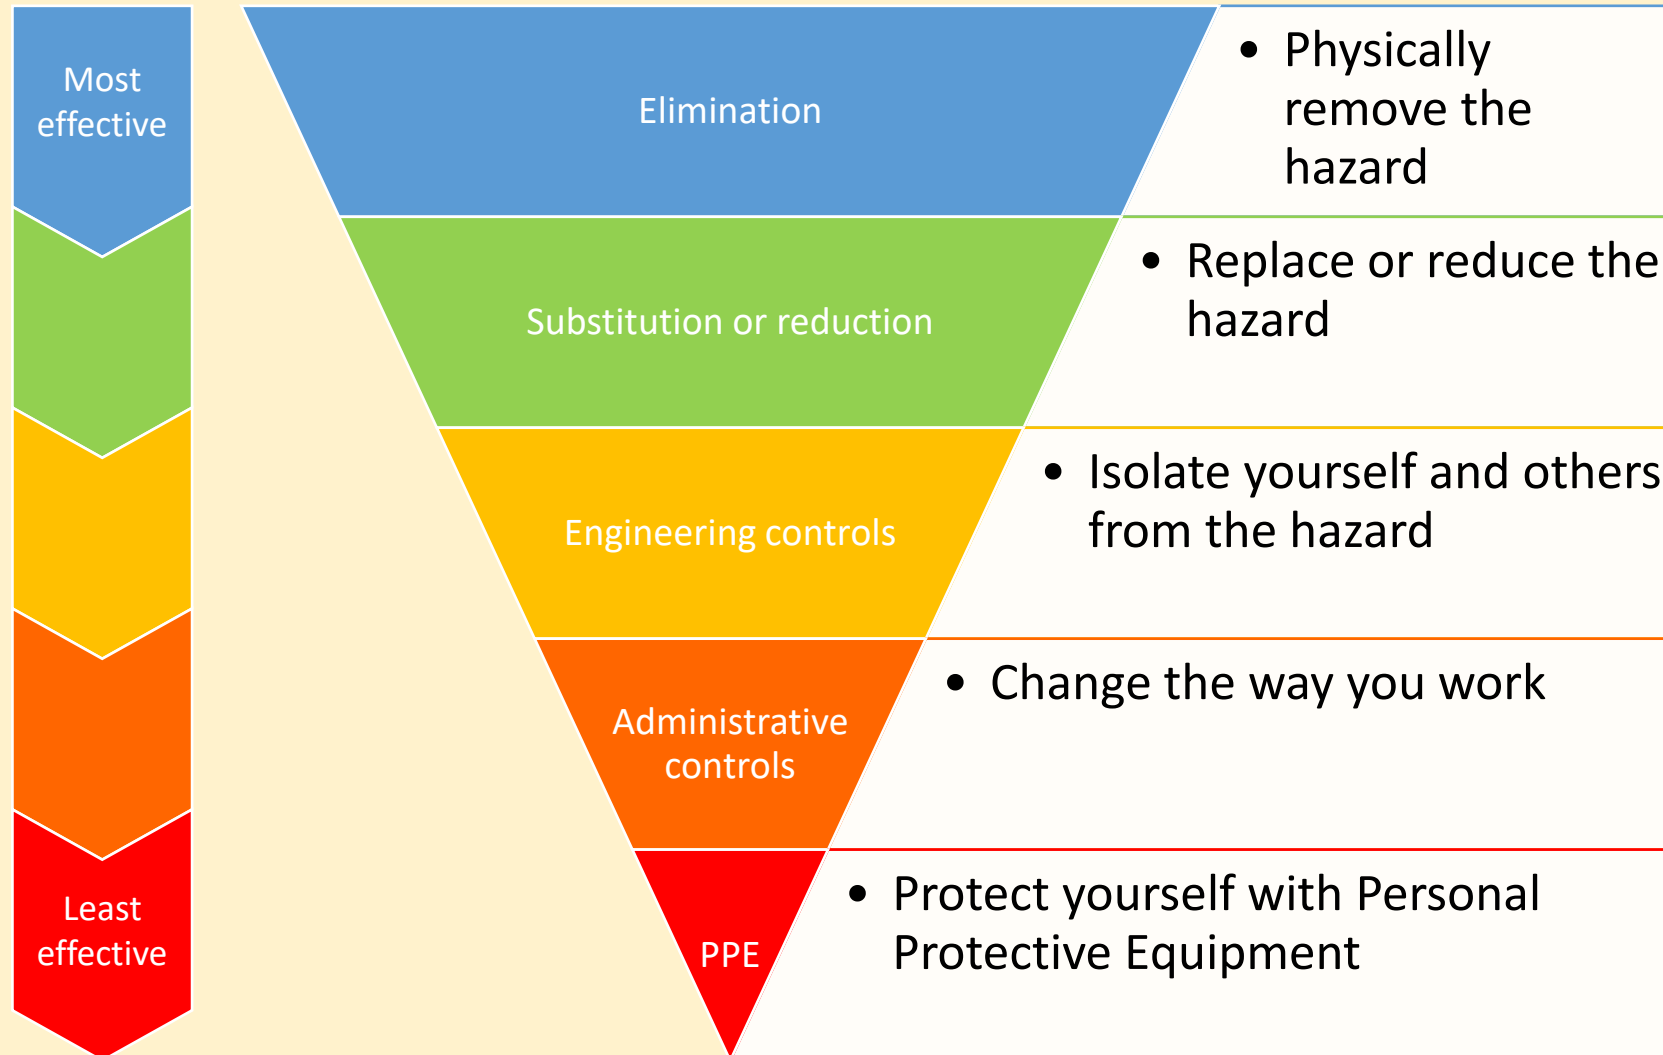 Most
effective
Elimination
• Physically
remove the
hazard
Substitution or reduction
• Replace or reduce the
hazard
Engineering controls
• Isolate yourself and others
from the hazard
Administrative
controls
• Change the way you work
Least
effective
PPE
• Protect yourself with Personal
Protective Equipment